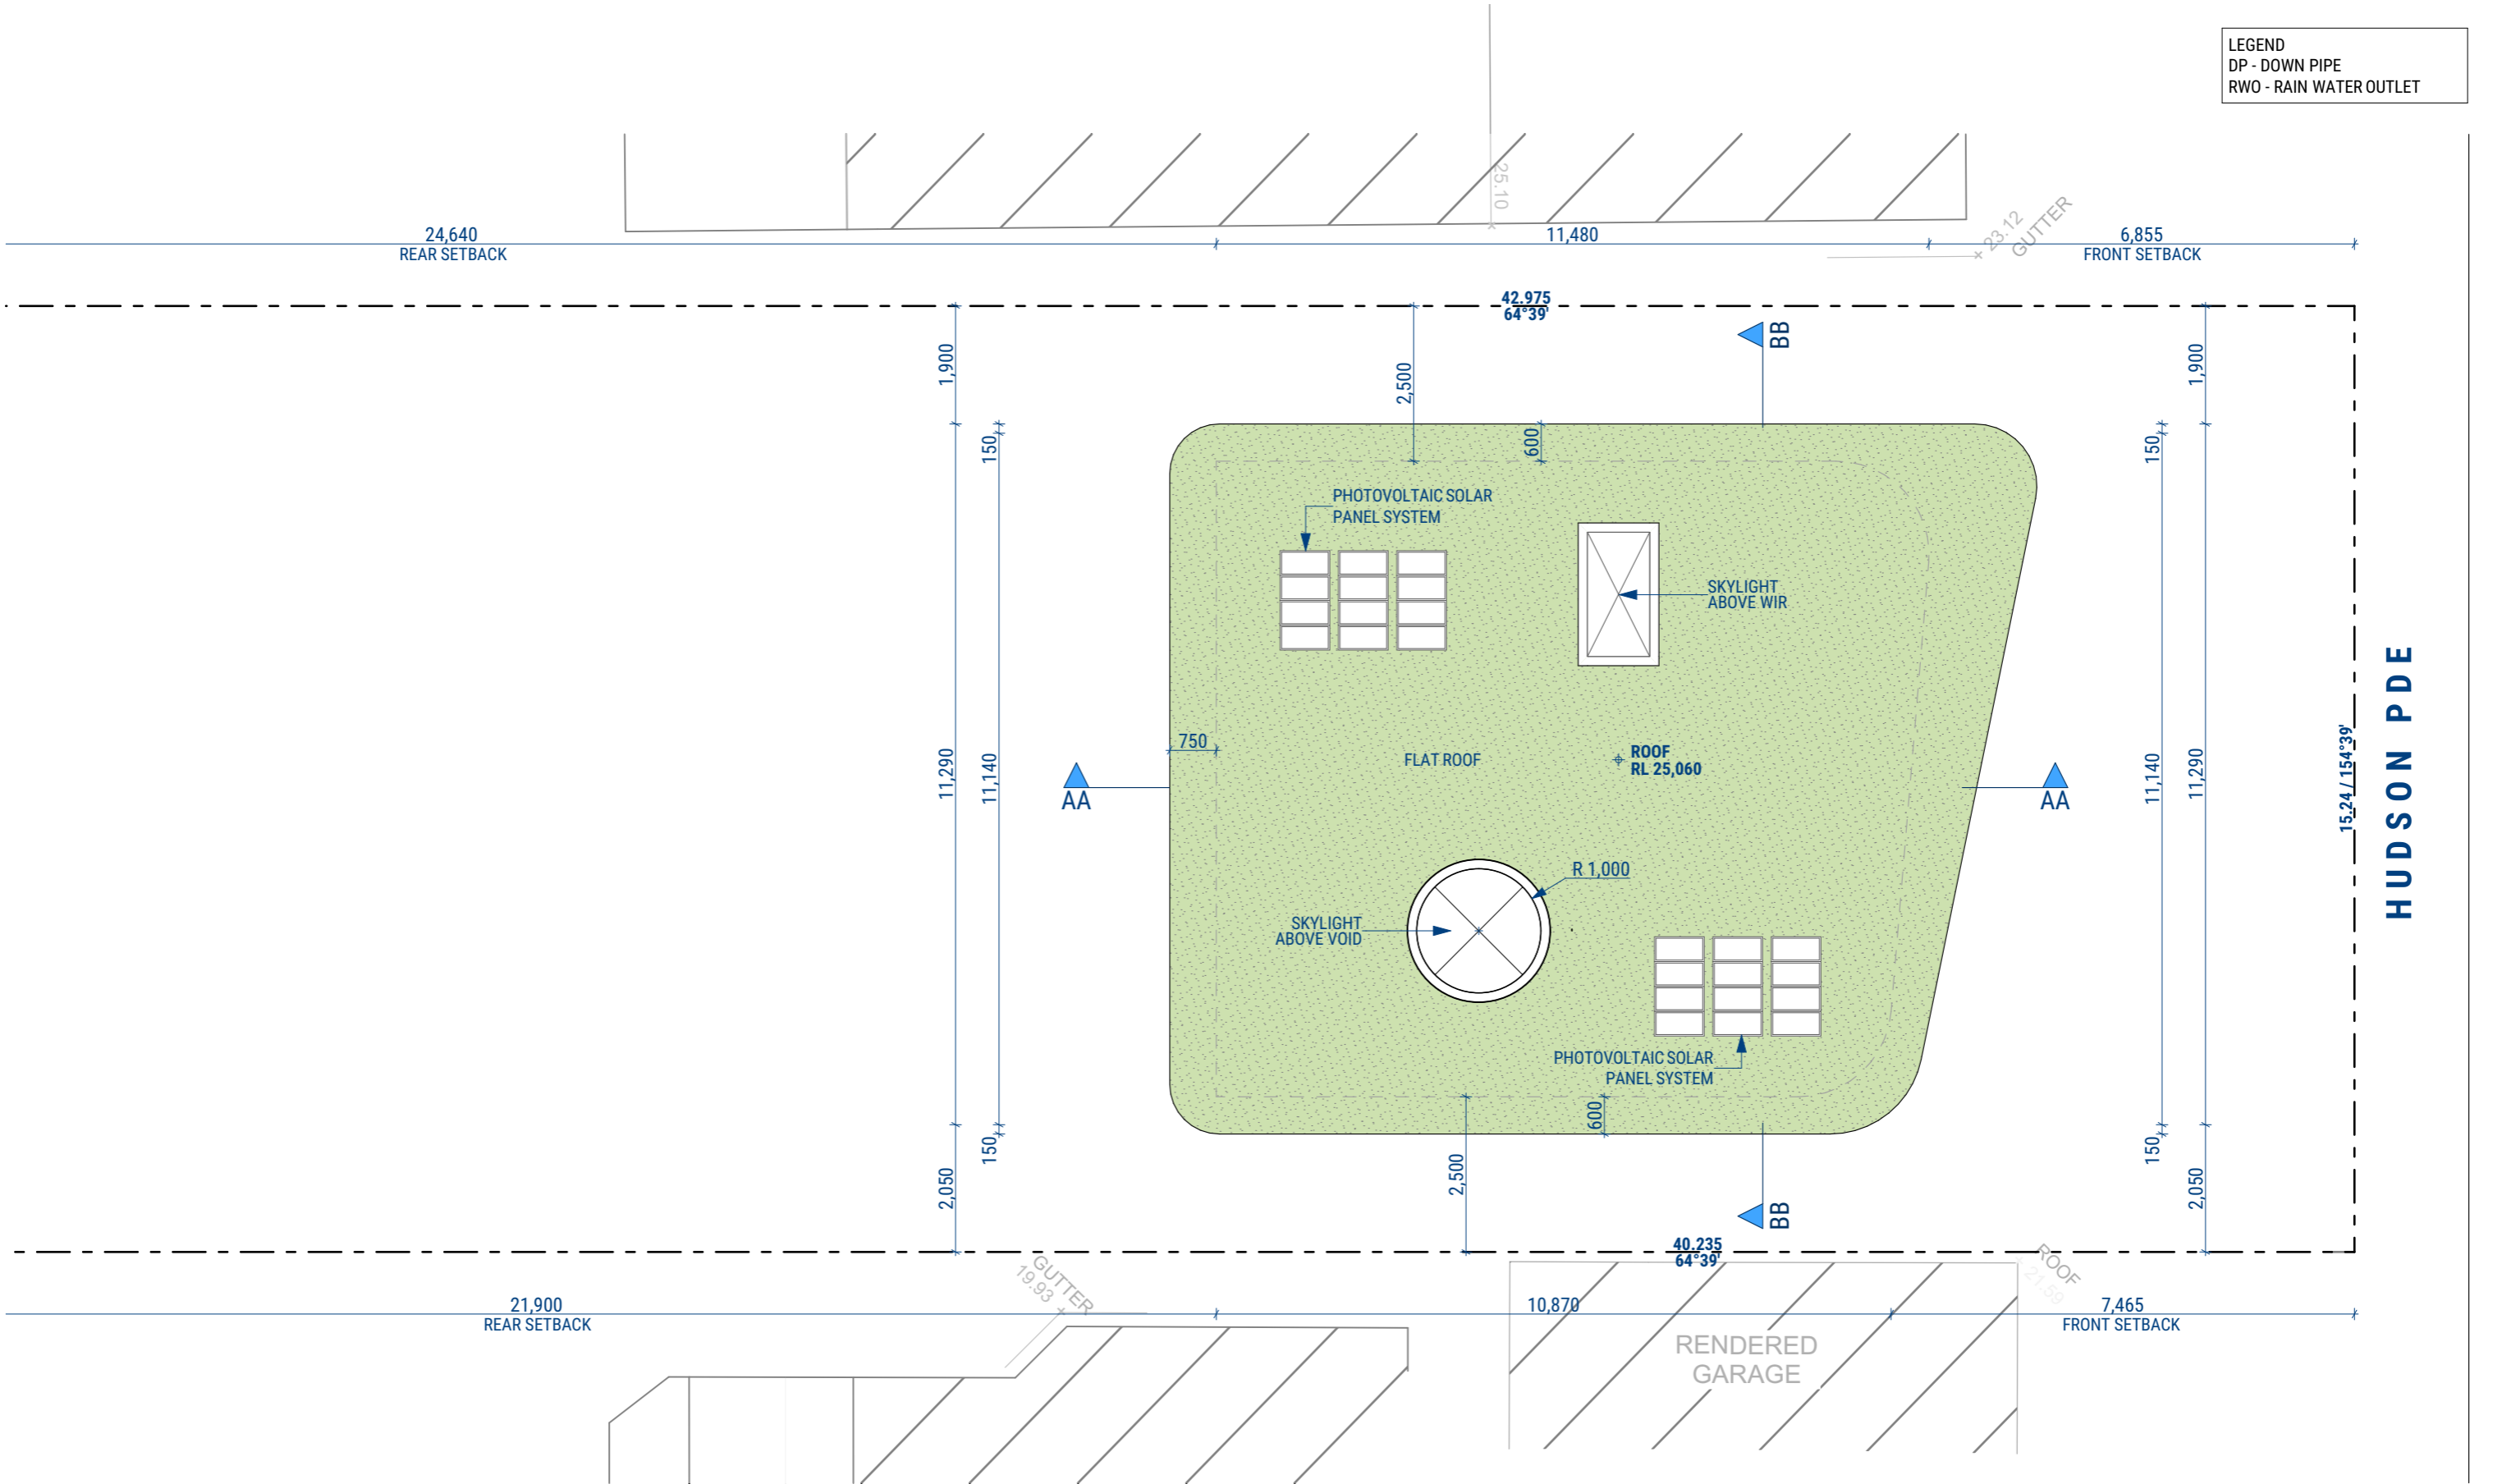 LEGEND
DP - DOWN PIPE
RWO - RAIN WATER OUTLET
25.10
23.12
GUTTER
24,640
REAR SETBACK
11,480
6,855
FRONT SETBACK
42.975
64°39'
BB
1,900
2,500
1,900
150
600
150
PHOTOVOLTAIC SOLAR
PANEL SYSTEM
SKYLIGHT
ABOVE WIR
750
FLAT ROOF
ROOF
RL 25,060
11,290
11,140
AA
AA
11,140
11,290
15.24 / 154°39'
HUDSON PDE
R 1,000
SKYLIGHT
ABOVE VOID
PHOTOVOLTAIC SOLAR
PANEL SYSTEM
600
150
150
2,050
2,500
2,050
BB
40.235
64°39'
GUTTER
19.93
ROOF
21.59
21,900
REAR SETBACK
10,870
7,465
FRONT SETBACK
RENDERED
GARAGE